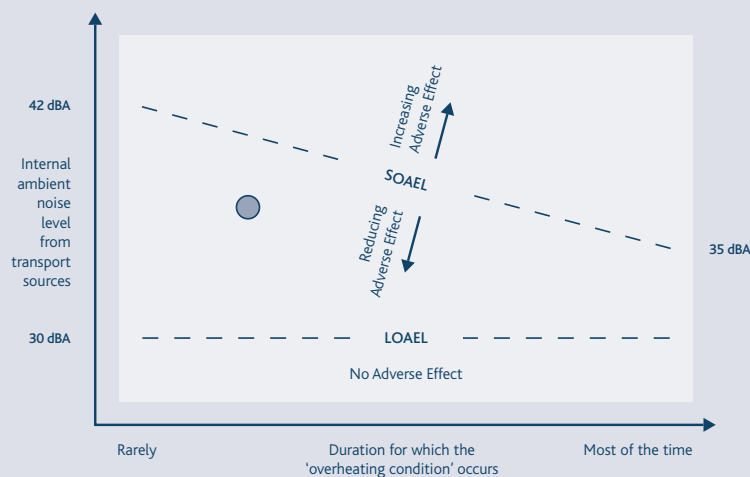 42 dBA
Internal
ambient
noise
level
from
transport
sources
30 dBA
Increasing
Adverse Effect
SOAEL
Reducing
Adverse Effect
35 dBA
LOAEL
No Adverse Effect
Rarely
Duration for which the
'overheating condition' occurs
Most of the time